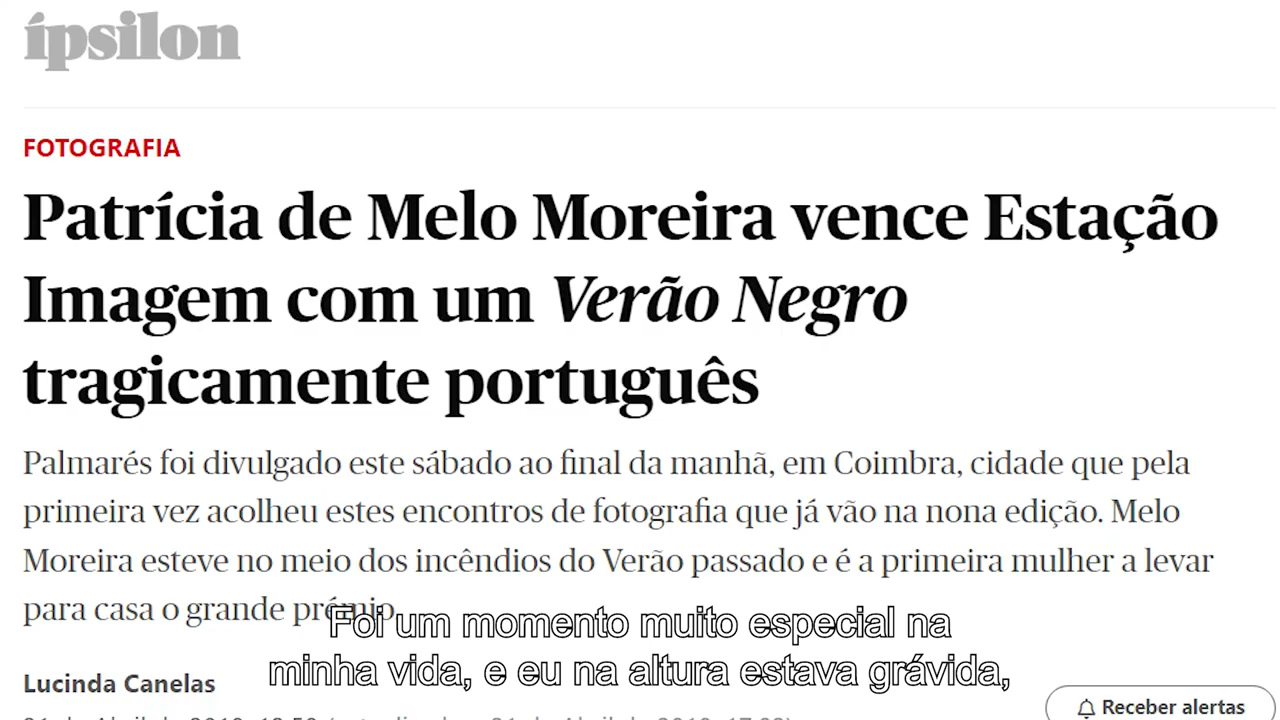 ípsilon
FOTOGRAFIA
Patrícia de Melo Moreira vence Estação
Imagem com um Verão Negro
tragicamente português
Palmarés foi divulgado este sábado ao final da manhã, em Coimbra, cidade que pela
primeira vez acolheu estes encontros de fotografia que já vão na nona edição. Melo
Moreira esteve no meio dos incêndios do Verão passado e é a primeira mulher a levar
para casa o grande prémio.
Foi um momento muito especial na
minha vida, e eu na altura estava grávida,
Lucinda Canelas
Receber alertas